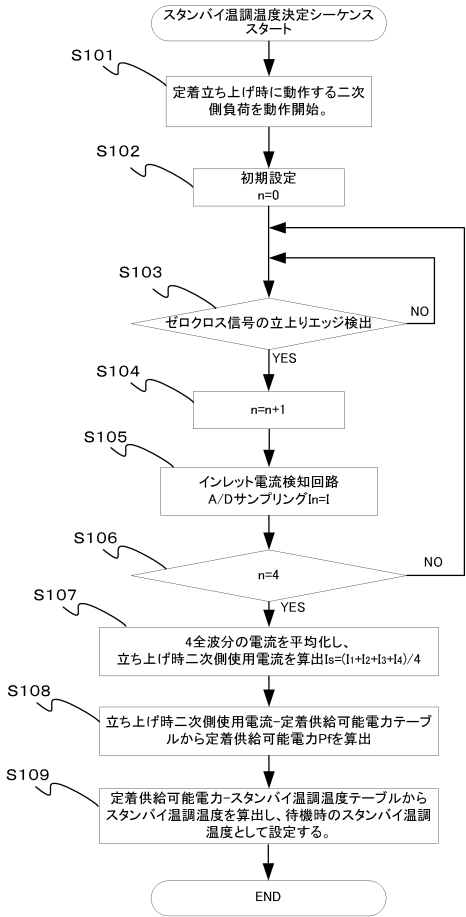 スタンバイ温調温度決定シーケンス
スタート
S101
定着立ち上げ時に動作する二次
側負荷を動作開始。
S102
初期設定
n=0
S103
ゼロクロス信号の立上りエッジ検出
NO
YES
S104
n=n+1
S105
インレット電流検知回路
A/DサンプリングIn=I
S106
n=4
NO
YES
S107
4全波分の電流を平均化し、
立ち上げ時二次側使用電流を算出Is=(I1+I2+I3+I4)/4
S108
立ち上げ時二次側使用電流-定着供給可能電力テーブ
ルから定着供給可能電力Pfを算出
S109
定着供給可能電力-スタンバイ温調温度テーブルから
スタンバイ温調温度を算出し、待機時のスタンバイ温調
温度として設定する。
END